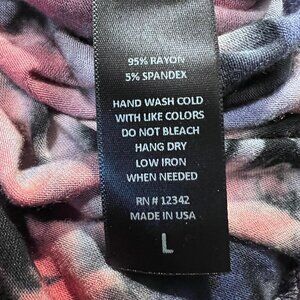 95% RAYON
5% SPANDEX
HAND WASH COLD
WITH LIKE COLORS
DO NOT BLEACH
HANG DRY
LOW IRON
WHEN NEEDED
RN # 12342
MADE IN USA
L